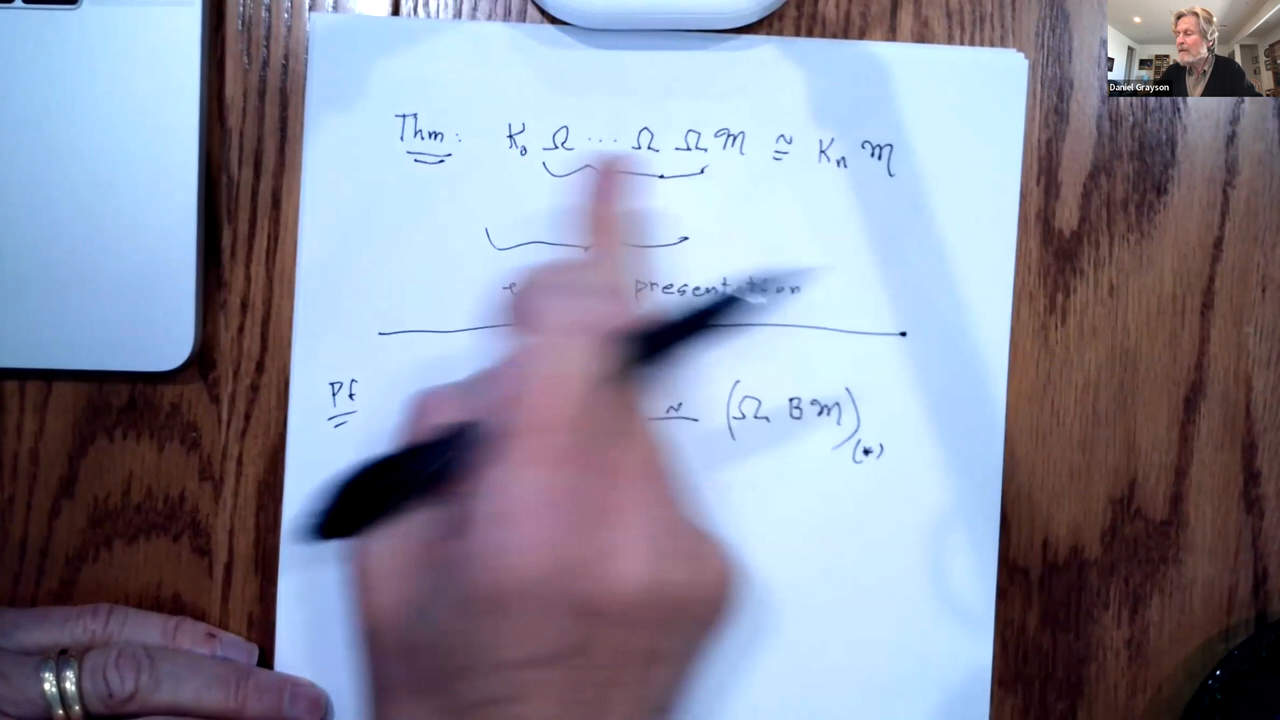 Daniel Grayson
Thm: K₀ Ω ··· Ω Ω 𝔐 ≅ Kₙ 𝔐
presentation
Pf ≃ (Ω B𝔐)₍*₎